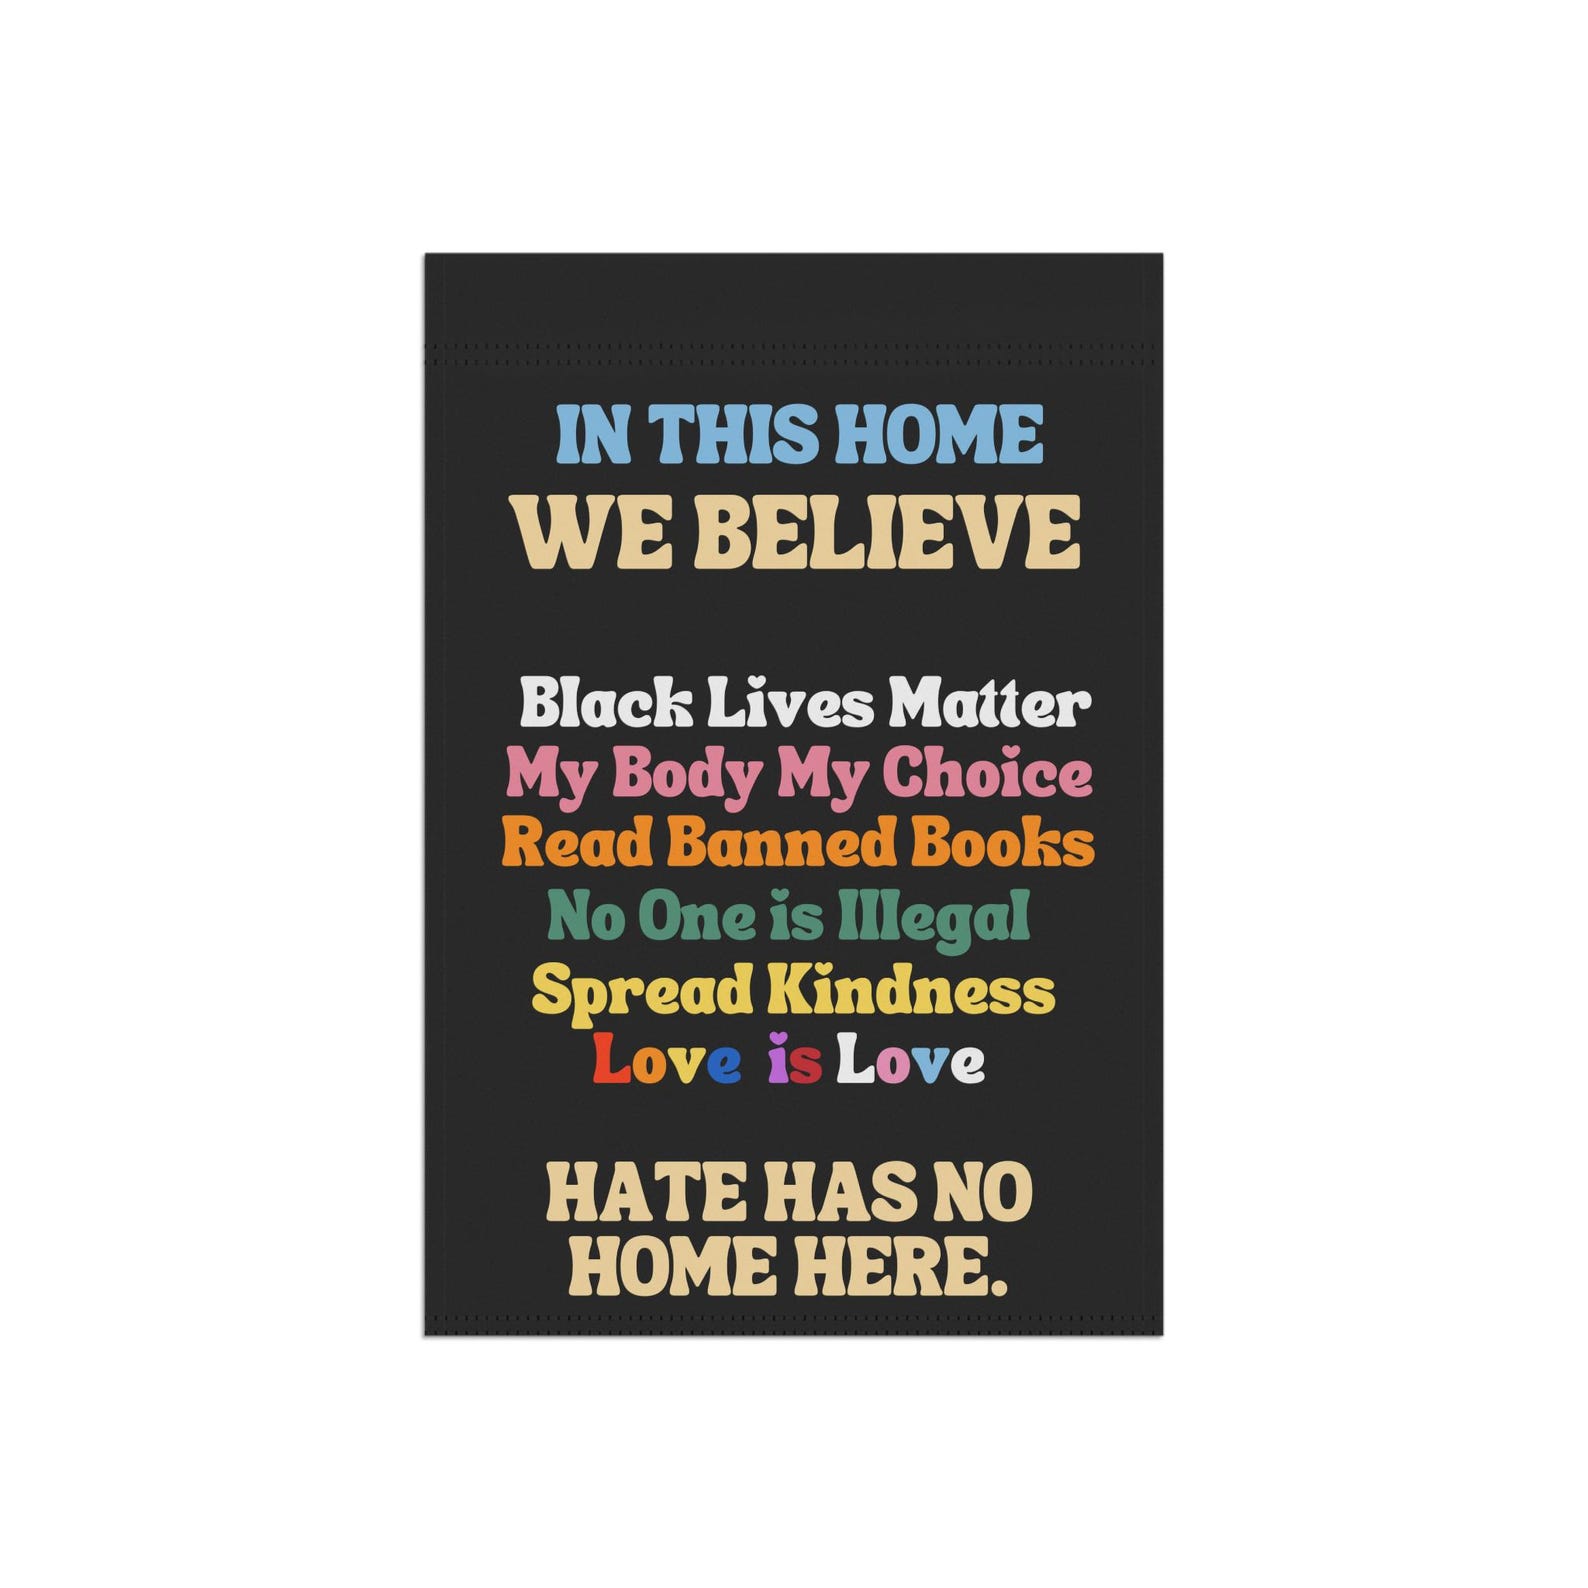 IN THIS HOME
WE BELIEVE
Black Lives Matter
My Body My Choice
Read Banned Books
No One is Illegal
Spread Kindness
Love is Love
HATE HAS NO
HOME HERE.